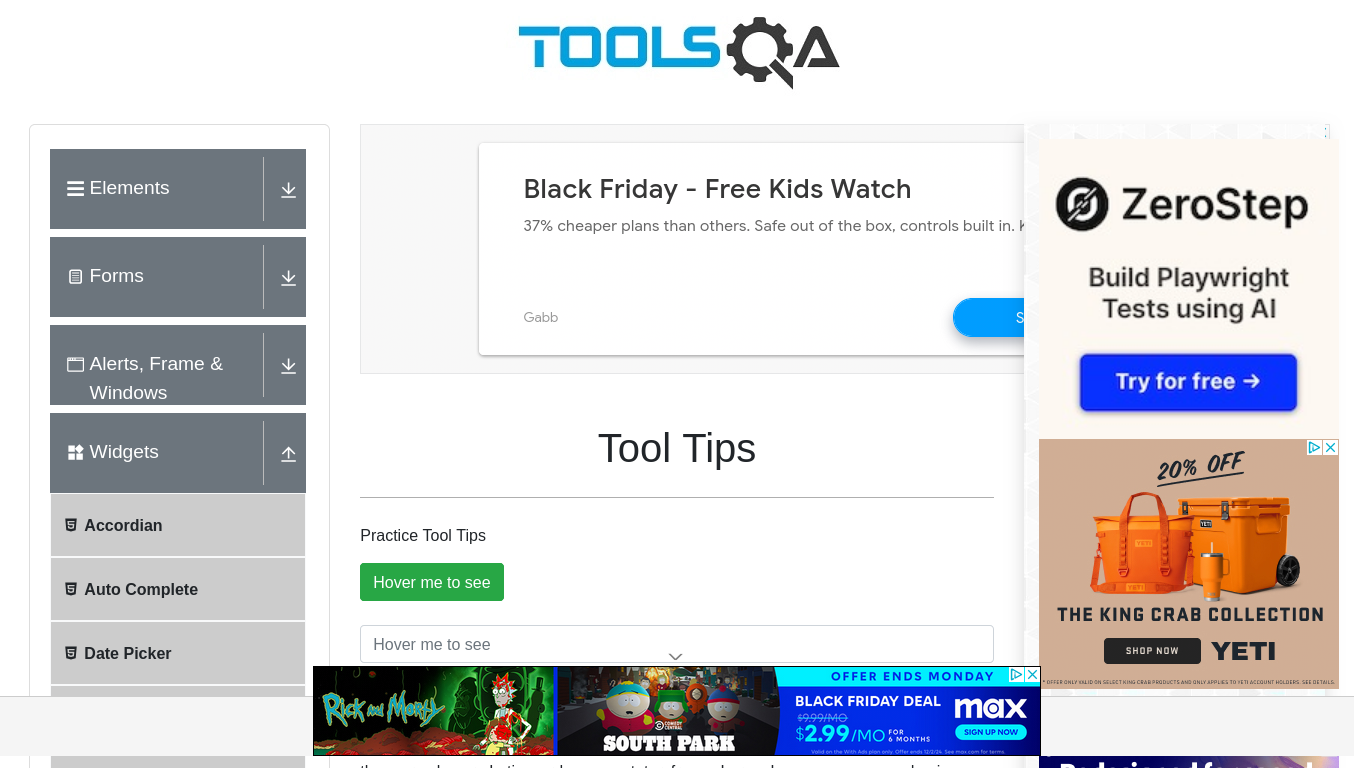 TOOLSQA
Elements
Forms
Alerts, Frame &
Windows
Widgets
Accordian
Auto Complete
Date Picker
Black Friday - Free Kids Watch
37% cheaper plans than others. Safe out of the box, controls built in. K
Gabb
S
Tool Tips
Practice Tool Tips
Hover me to see
Hover me to see
ZeroStep
Build Playwright
Tests using AI
Try for free →
20% OFF
YETI
YETI
YETI
THE KING CRAB COLLECTION
SHOP NOW
YETI
* OFFER ONLY VALID ON SELECT KING CRAB PRODUCTS AND ONLY APPLIES TO YETI ACCOUNT HOLDERS. SEE DETAILS.
Rick and Morty
COMEDY
CENTRAL
SOUTH PARK
OFFER ENDS MONDAY
BLACK FRIDAY DEAL
$9.99/MO
$2.99/MO FOR
6 MONTHS
max
SIGN UP NOW
Valid on the With Ads plan only. Offer ends 12/2/24. See max.com for terms.